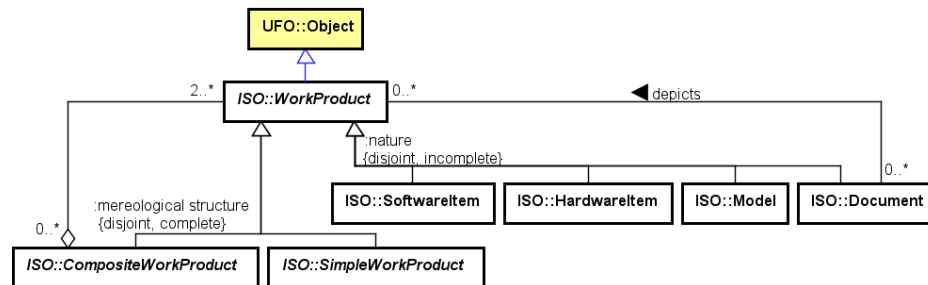 UFO::Object
2..*
ISO::WorkProduct
0..*
depicts
:nature
{disjoint, incomplete}
0..*
ISO::SoftwareItem
ISO::HardwareItem
ISO::Model
ISO::Document
:mereological structure
{disjoint, complete}
0..*
ISO::CompositeWorkProduct
ISO::SimpleWorkProduct